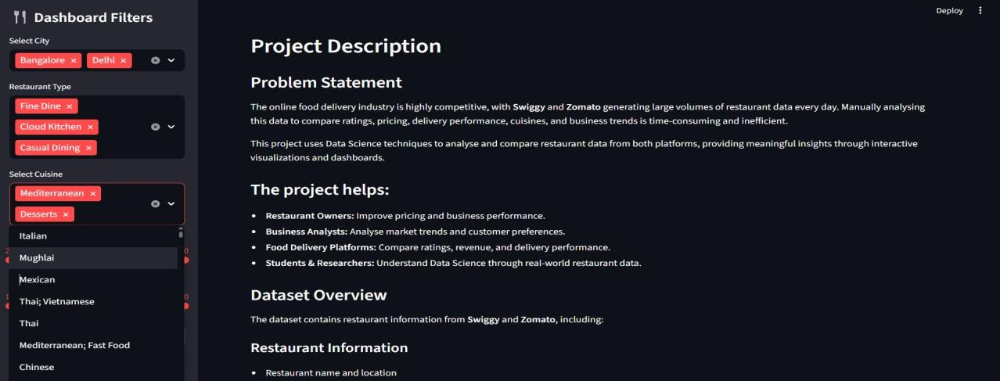 Dashboard Filters
Select City
Bangalore × Delhi ×
Restaurant Type
Fine Dine ×
Cloud Kitchen ×
Casual Dining ×
Select Cuisine
Mediterranean ×
Desserts ×
Italian
Mughlai
Mexican
Thai; Vietnamese
Thai
Mediterranean; Fast Food
Chinese
Deploy
Project Description
Problem Statement
The online food delivery industry is highly competitive, with Swiggy and Zomato generating large volumes of restaurant data every day. Manually analysing
this data to compare ratings, pricing, delivery performance, cuisines, and business trends is time-consuming and inefficient.
This project uses Data Science techniques to analyse and compare restaurant data from both platforms, providing meaningful insights through interactive
visualizations and dashboards.
The project helps:
• Restaurant Owners: Improve pricing and business performance.
• Business Analysts: Analyse market trends and customer preferences.
• Food Delivery Platforms: Compare ratings, revenue, and delivery performance.
• Students & Researchers: Understand Data Science through real-world restaurant data.
Dataset Overview
The dataset contains restaurant information from Swiggy and Zomato, including:
Restaurant Information
• Restaurant name and location